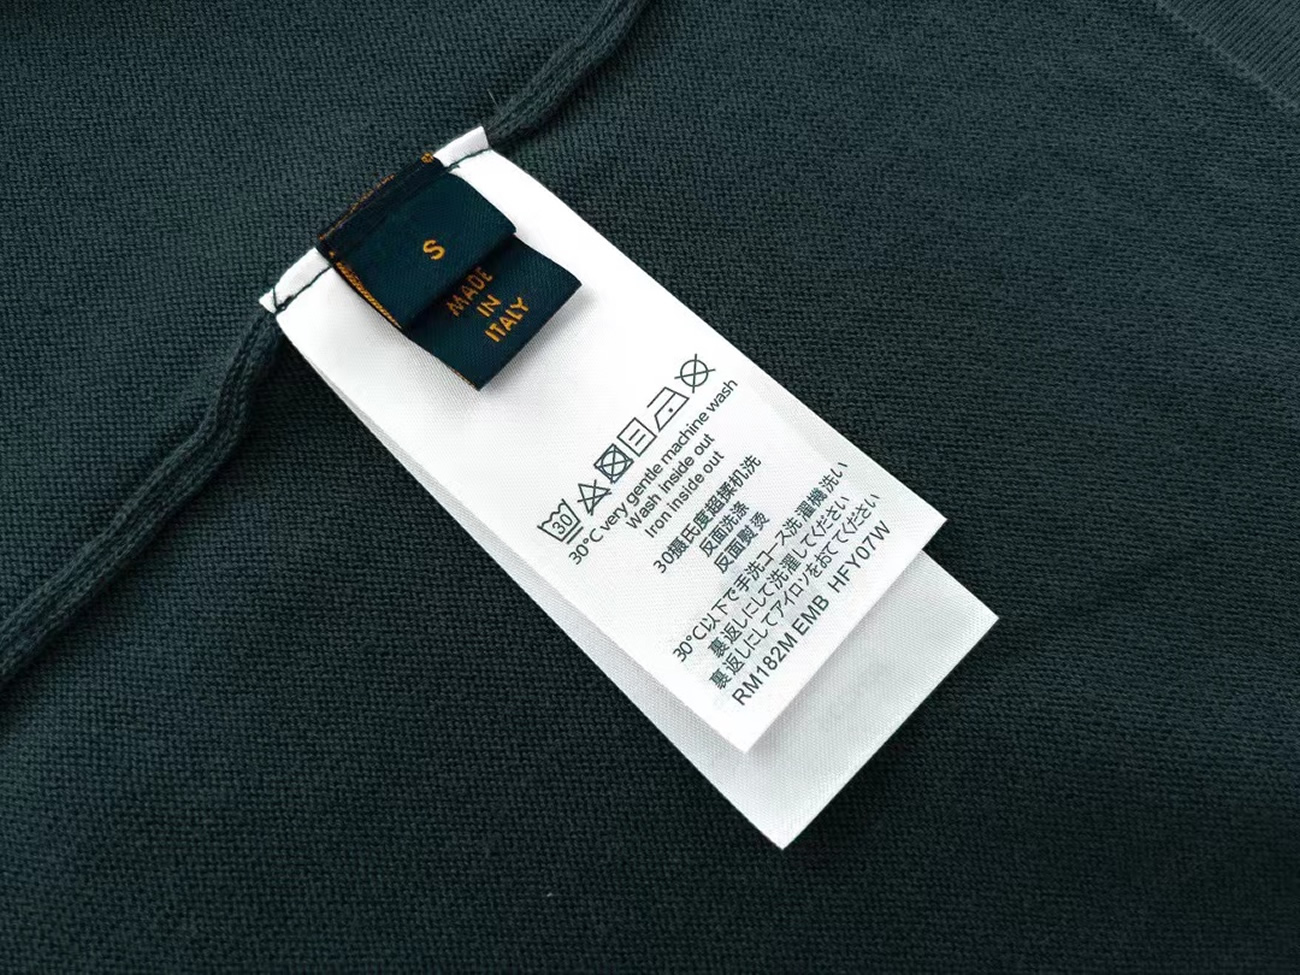 S
MADE
IN
ITALY
30
30°C very gentle machine wash
Wash inside out
Iron inside out
30摄氏度超揉机洗
反面洗涤
反面熨烫
30°C以下で手洗コース洗濯機洗い
裏返しにして洗濯してください
裏返しにしてアイロンをおてください
RM182M EMB HFY07W